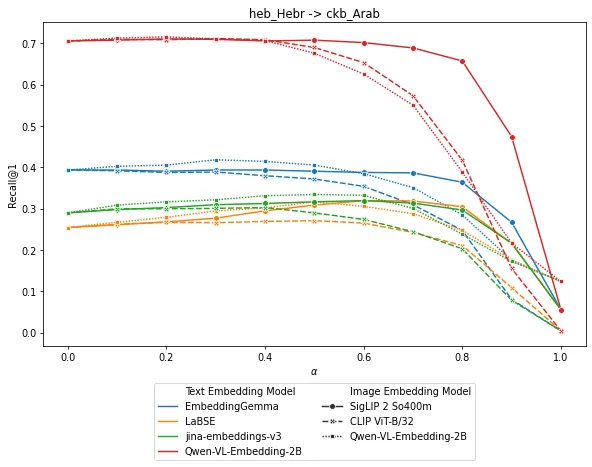 heb_Hebr -> ckb_Arab
Recall@1
0.7
0.6
0.5
0.4
0.3
0.2
0.1
0.0
0.0 0.2 0.4 0.6 0.8 1.0
α
Text Embedding Model Image Embedding Model
EmbeddingGemma SigLIP 2 So400m
LaBSE CLIP ViT-B/32
jina-embeddings-v3 Qwen-VL-Embedding-2B
Qwen-VL-Embedding-2B